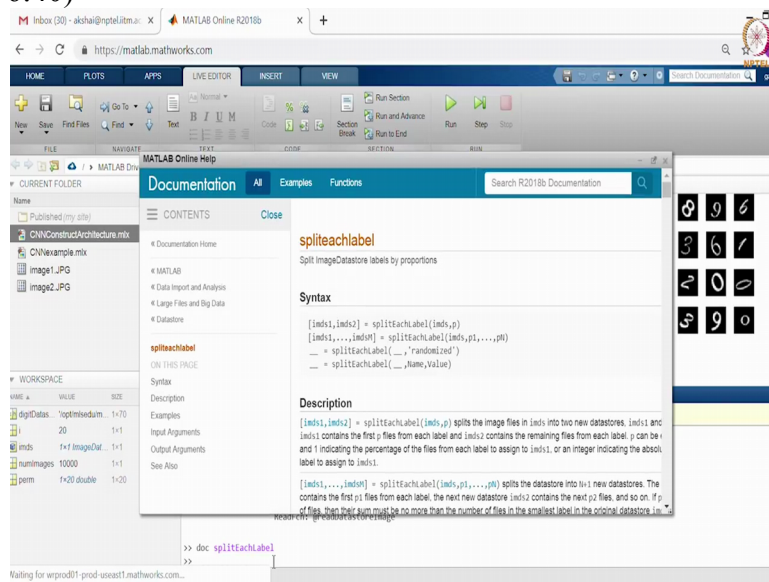 Inbox (30) - akshai@nptel.iitm.ac
MATLAB Online R2018b
https://matlab.mathworks.com
NPTEL
HOME PLOTS APPS LIVE EDITOR INSERT VIEW
Search Documentation
New Save Find Files Go To Find Text Normal B I U M Code Section Break Run Section Run and Advance Run to End Run Step Stop
FILE NAVIGATE TEXT CODE SECTION RUN
MATLAB Driv
CURRENT FOLDER
Name
Published (my site)
CNNConstructArchitecture.mlx
CNNexample.mlx
image1.JPG
image2.JPG
WORKSPACE
NAME VALUE SIZE
digitDatas... '/opt/mlsedu/m... 1×70
i 20 1×1
imds 1×1 ImageDat... 1×1
numImages 10000 1×1
perm 1×20 double 1×20
MATLAB Online Help
Documentation All Examples Functions
Search R2018b Documentation
CONTENTS Close
« Documentation Home
« MATLAB
« Data Import and Analysis
« Large Files and Big Data
« Datastore
spliteachlabel
ON THIS PAGE
Syntax
Description
Examples
Input Arguments
Output Arguments
See Also
spliteachlabel
Split ImageDatastore labels by proportions
Syntax
[imds1,imds2] = splitEachLabel(imds,p)
[imds1,...,imdsM] = splitEachLabel(imds,p1,...,pN)
__ = splitEachLabel(__,'randomized')
__ = splitEachLabel(__,Name,Value)
Description
[imds1,imds2] = splitEachLabel(imds,p) splits the image files in imds into two new datastores, imds1 and
imds1 contains the first p files from each label and imds2 contains the remaining files from each label. p can be
and 1 indicating the percentage of the files from each label to assign to imds1, or an integer indicating the absolu
label to assign to imds1.
[imds1,...,imdsM] = splitEachLabel(imds,p1,...,pN) splits the datastore into N+1 new datastores. The
contains the first p1 files from each label, the next new datastore imds2 contains the next p2 files, and so on. If p
of files, then their sum must be no more than the number of files in the smallest label in the original datastore im
8 9 6
3 6 1
2 0 0
3 9 0
ReadFcn: @readDatastoreImage
>> doc splitEachLabel
>>
Waiting for wrprod01-prod-useast1.mathworks.com...